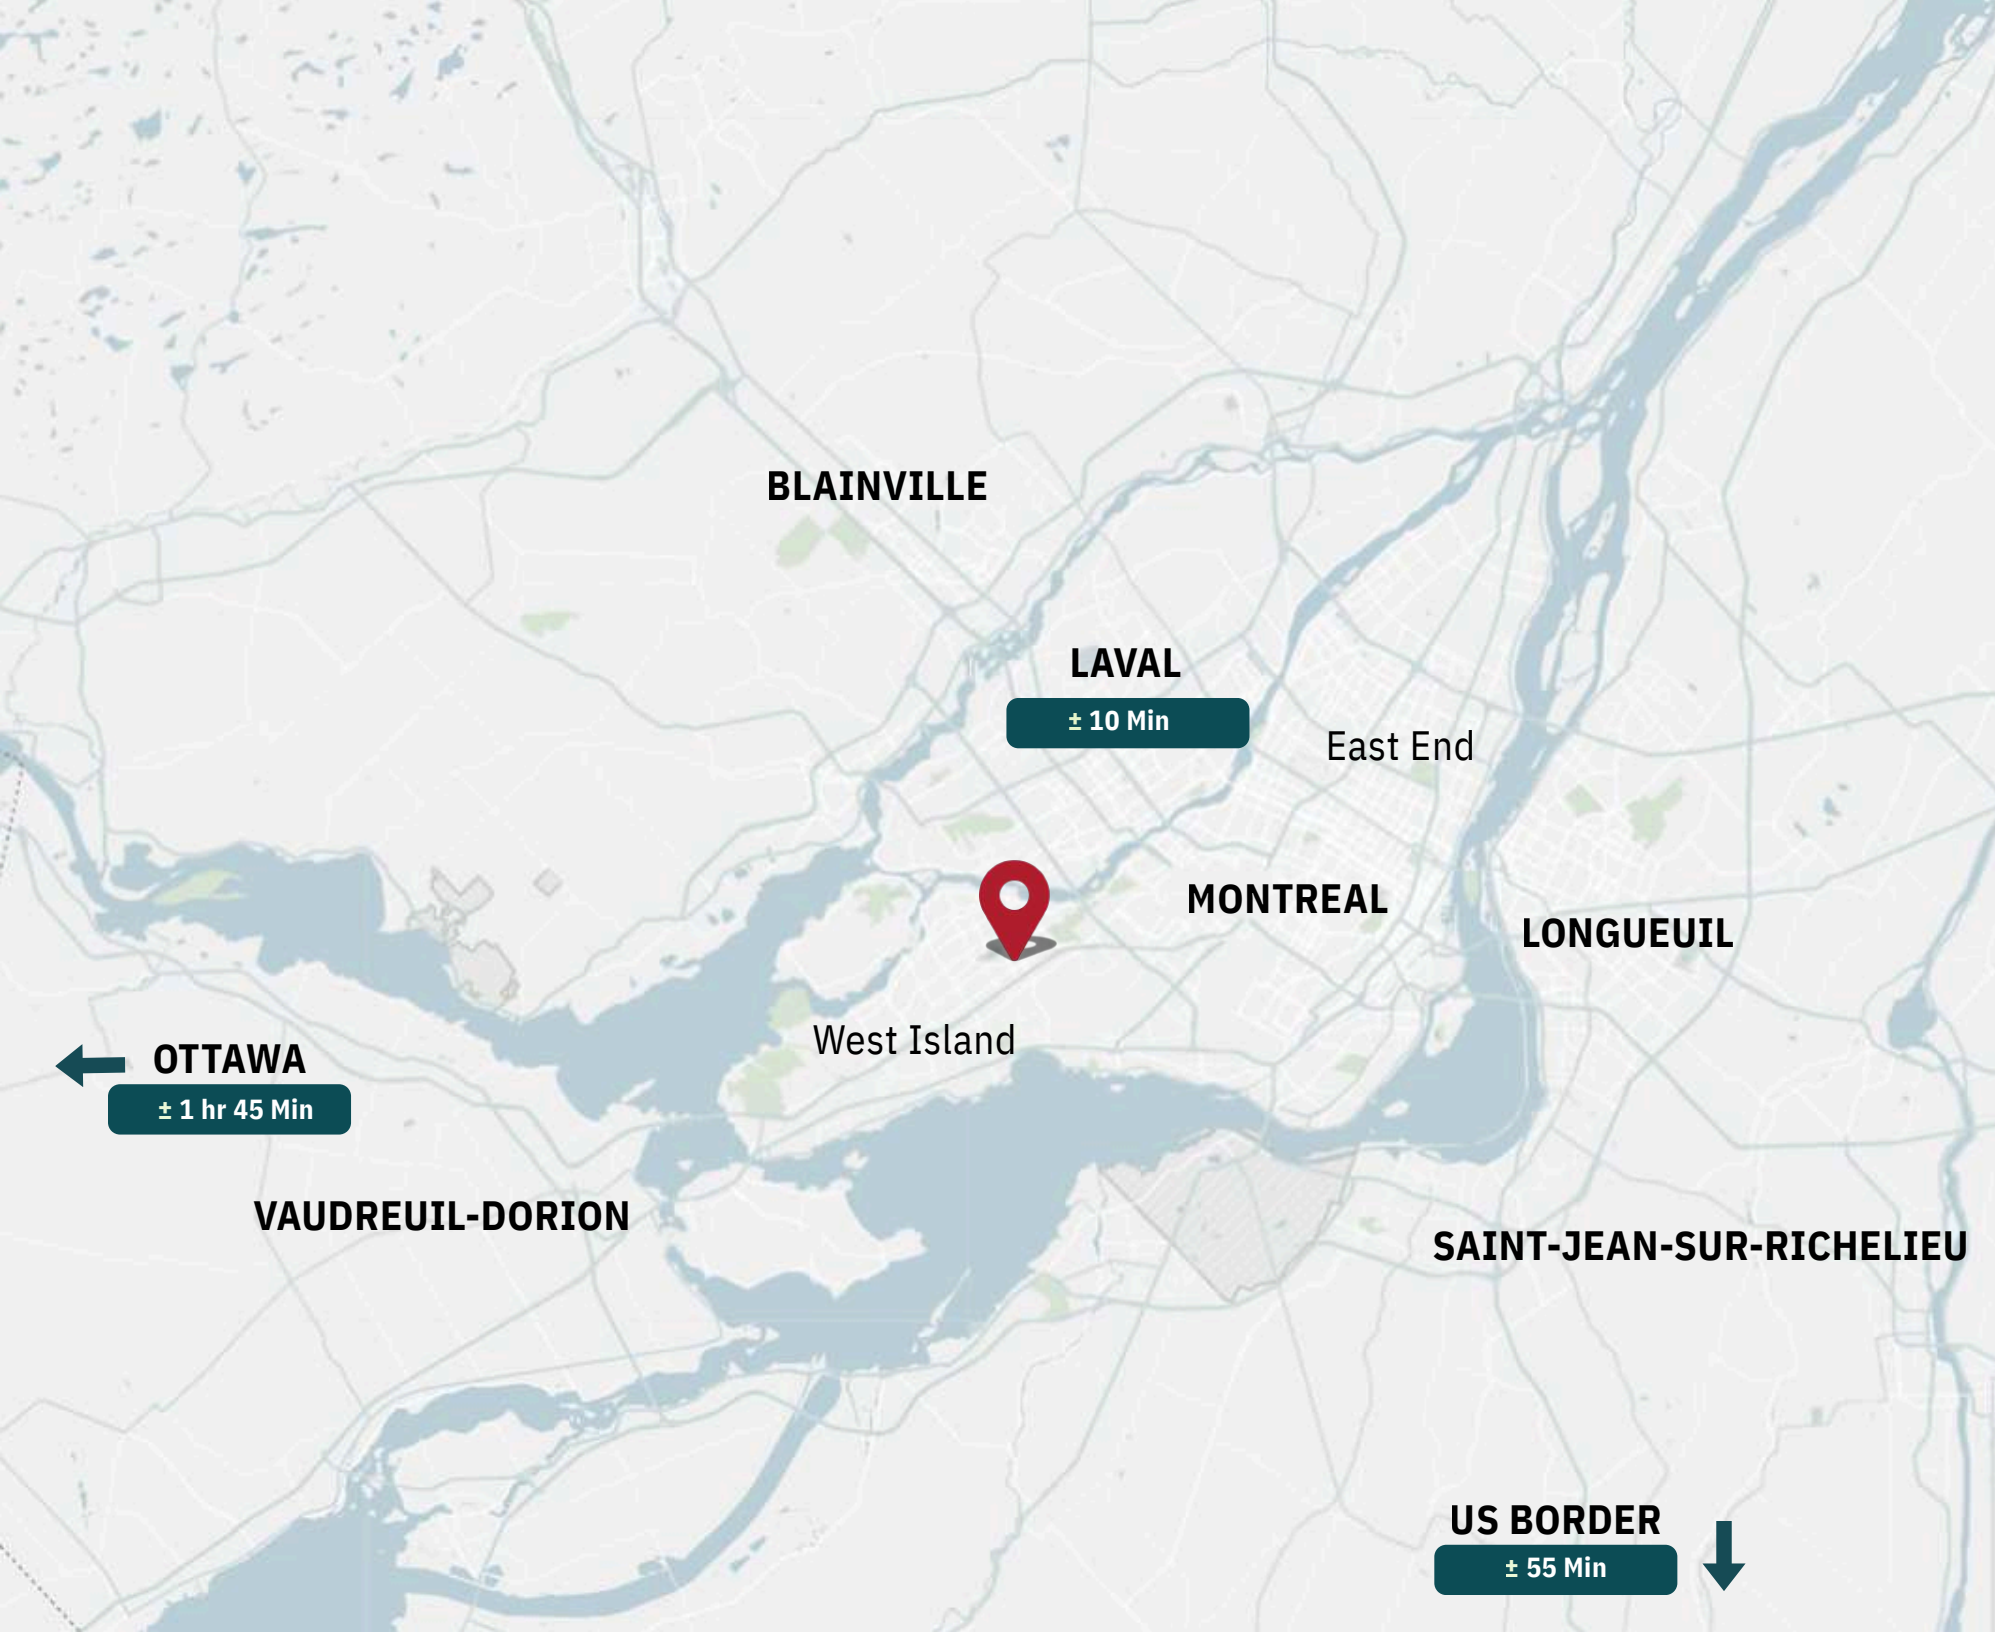 BLAINVILLE
LAVAL
± 10 Min
East End
MONTREAL
LONGUEUIL
West Island
OTTAWA
± 1 hr 45 Min
VAUDREUIL-DORION
SAINT-JEAN-SUR-RICHELIEU
US BORDER
± 55 Min